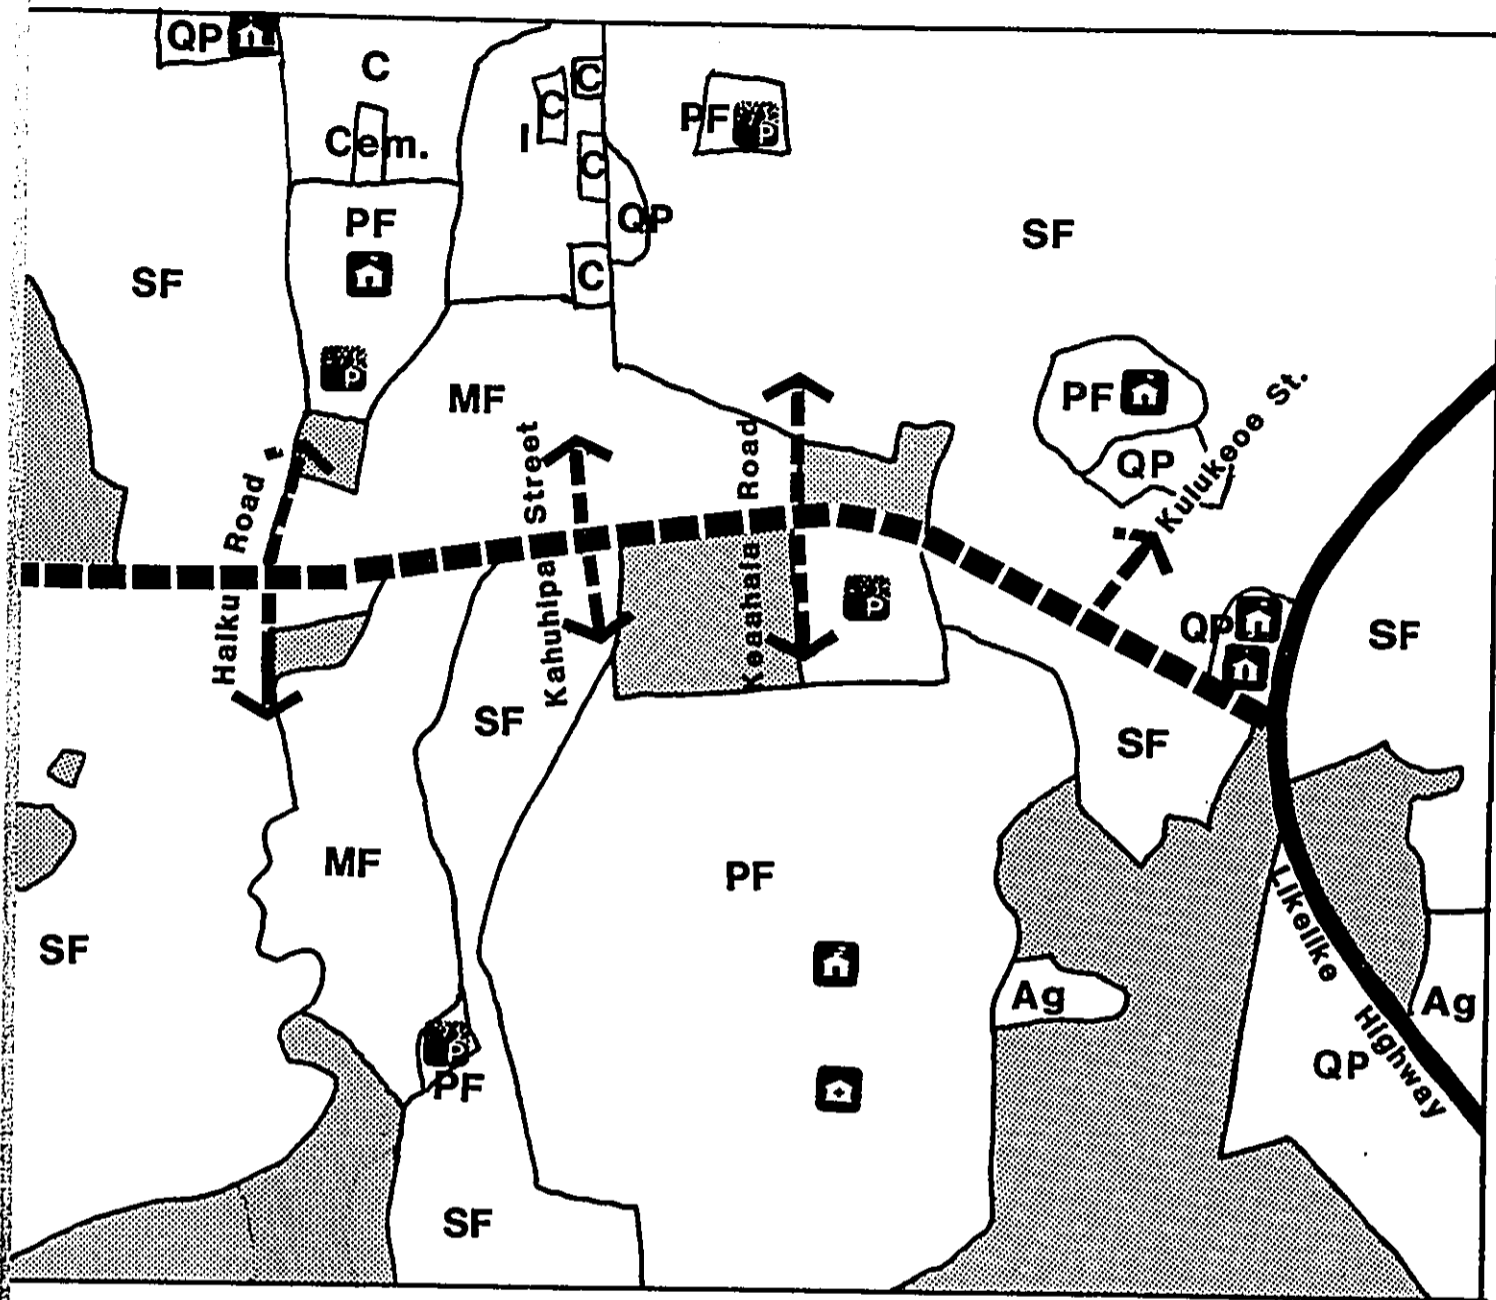 QP
C
C
C
Cem.
I
PF
P
C
PF
QP
SF
SF
C
P
MF
PF
Kulukeoe St.
QP
Road
Street
Road
Haiku
Kahuhipa
Keaahala
P
QP
SF
SF
SF
MF
PF
Likelike Highway
SF
Ag
Ag
P
PF
QP
SF